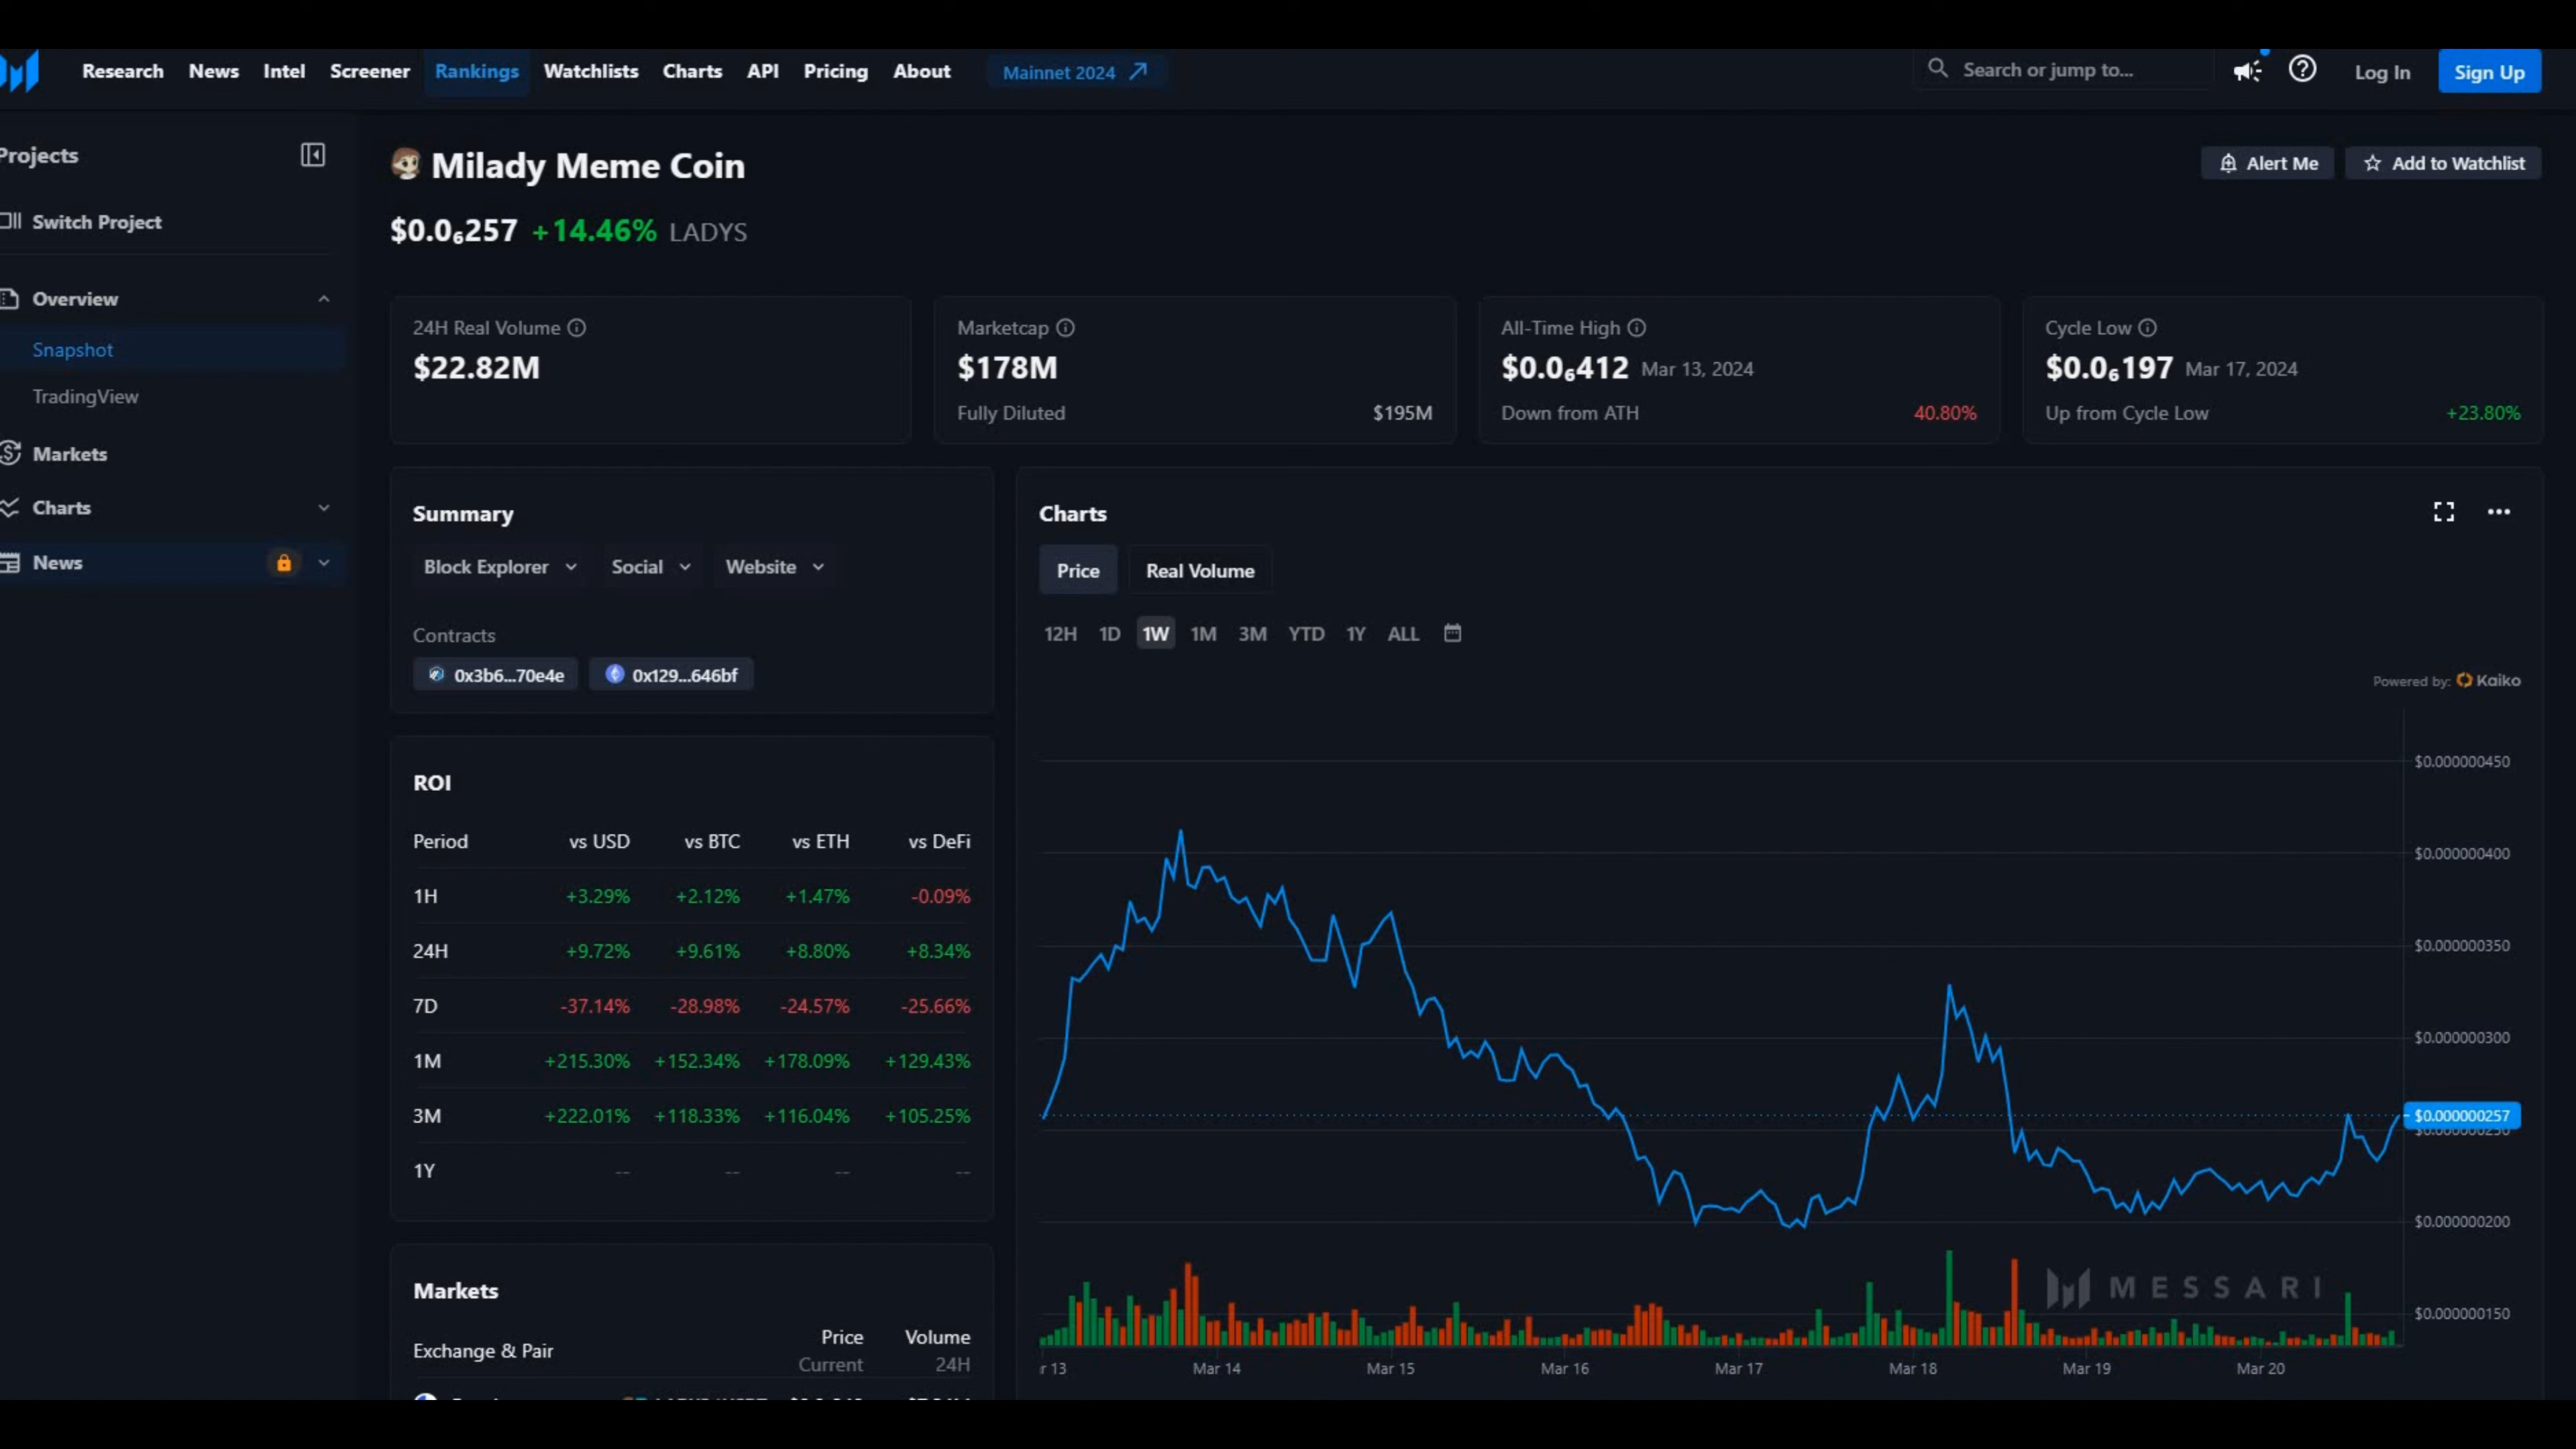 Research News Intel Screener Rankings Watchlists Charts API Pricing About Mainnet 2024 Search or jump to... Log In Sign Up
Projects
Switch Project
Overview
Snapshot
TradingView
Markets
Charts
News
Milady Meme Coin
Alert Me Add to Watchlist
$0.0₆257 +14.46% LADYS
24H Real Volume
$22.82M
Marketcap
$178M
Fully Diluted $195M
All-Time High
$0.0₆412 Mar 13, 2024
Down from ATH 40.80%
Cycle Low
$0.0₆197 Mar 17, 2024
Up from Cycle Low +23.80%
Summary
Block Explorer Social Website
Contracts
0x3b6...70e4e 0x129...646bf
ROI
Period vs USD vs BTC vs ETH vs DeFi
1H +3.29% +2.12% +1.47% -0.09%
24H +9.72% +9.61% +8.80% +8.34%
7D -37.14% -28.98% -24.57% -25.66%
1M +215.30% +152.34% +178.09% +129.43%
3M +222.01% +118.33% +116.04% +105.25%
1Y -- -- -- --
Markets
Exchange & Pair Price Volume
Current 24H
Charts
Price Real Volume
12H 1D 1W 1M 3M YTD 1Y ALL
Powered by: Kaiko
$0.000000450
$0.000000400
$0.000000350
$0.000000300
$0.000000257
$0.000000250
$0.000000200
MESSARI
$0.000000150
r 13 Mar 14 Mar 15 Mar 16 Mar 17 Mar 18 Mar 19 Mar 20